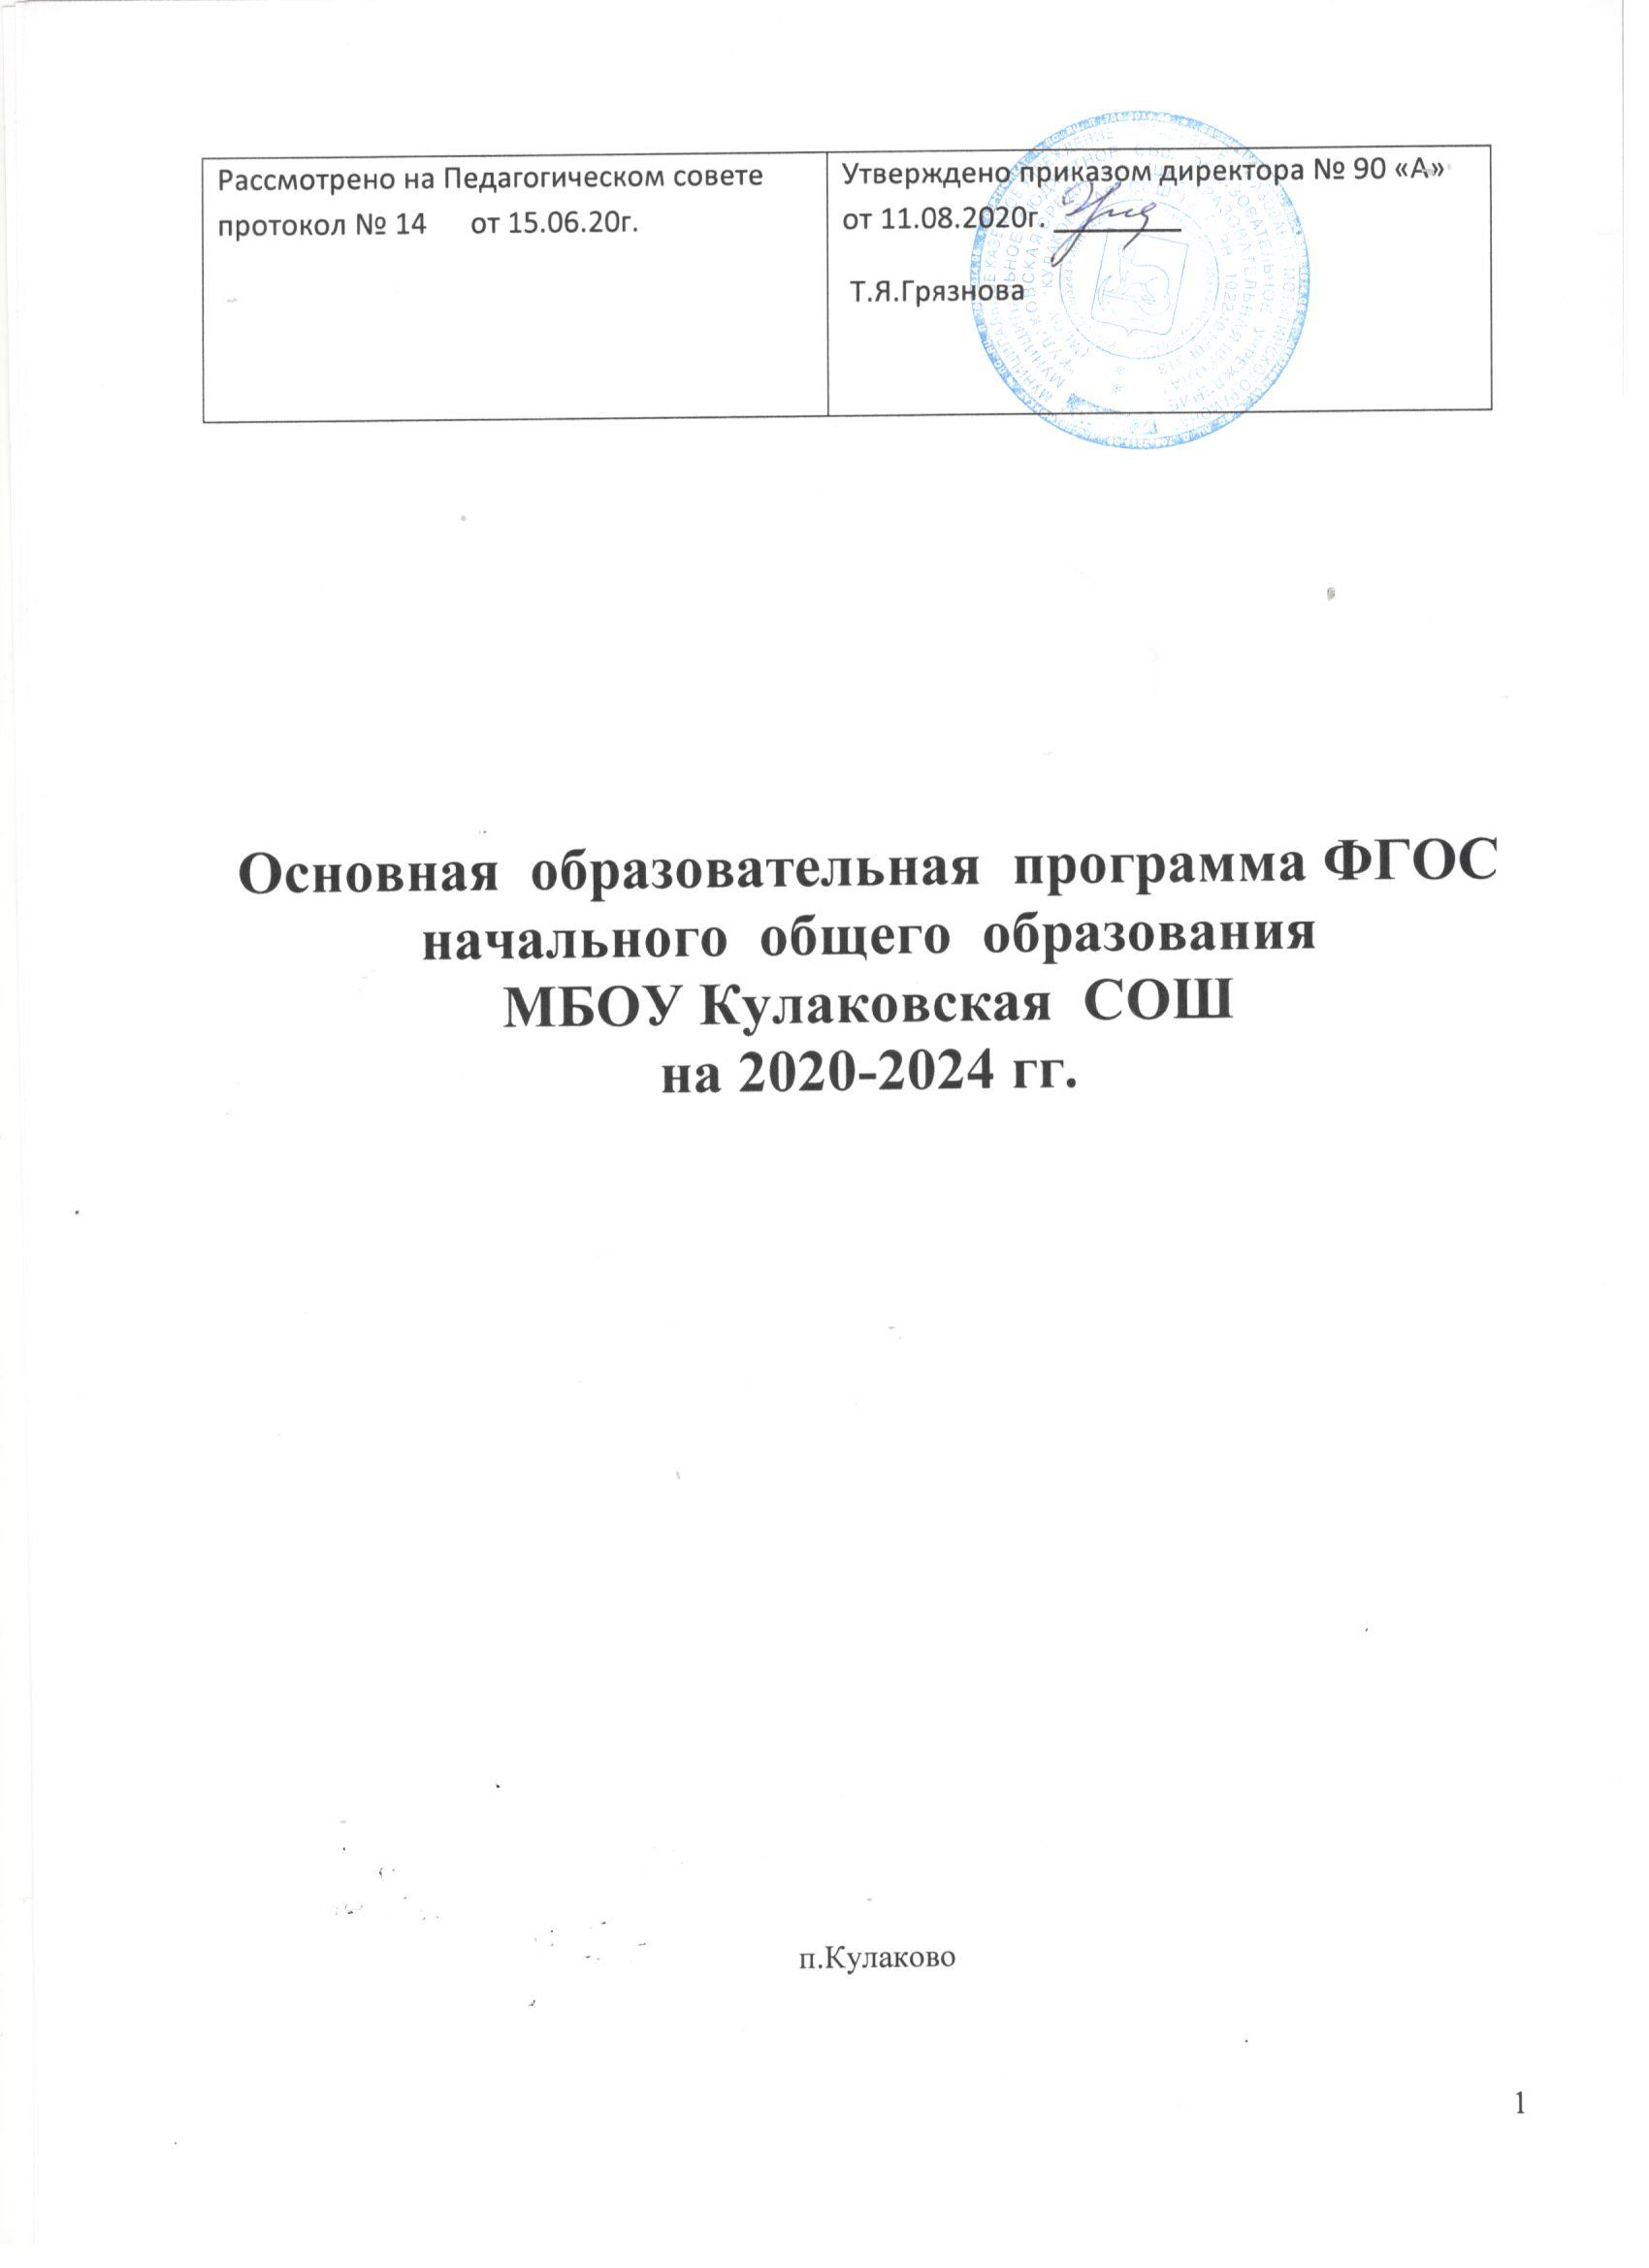 Рассмотрено на Педагогическом совете
протокол № 14 от 15.06.20г.
Утверждено приказом директора № 90 «А»
от 11.08.2020г.
Т.Я.Грязнова
Основная образовательная программа ФГОС
начального общего образования
МБОУ Кулаковская СОШ
на 2020-2024 гг.
п.Кулаково
1